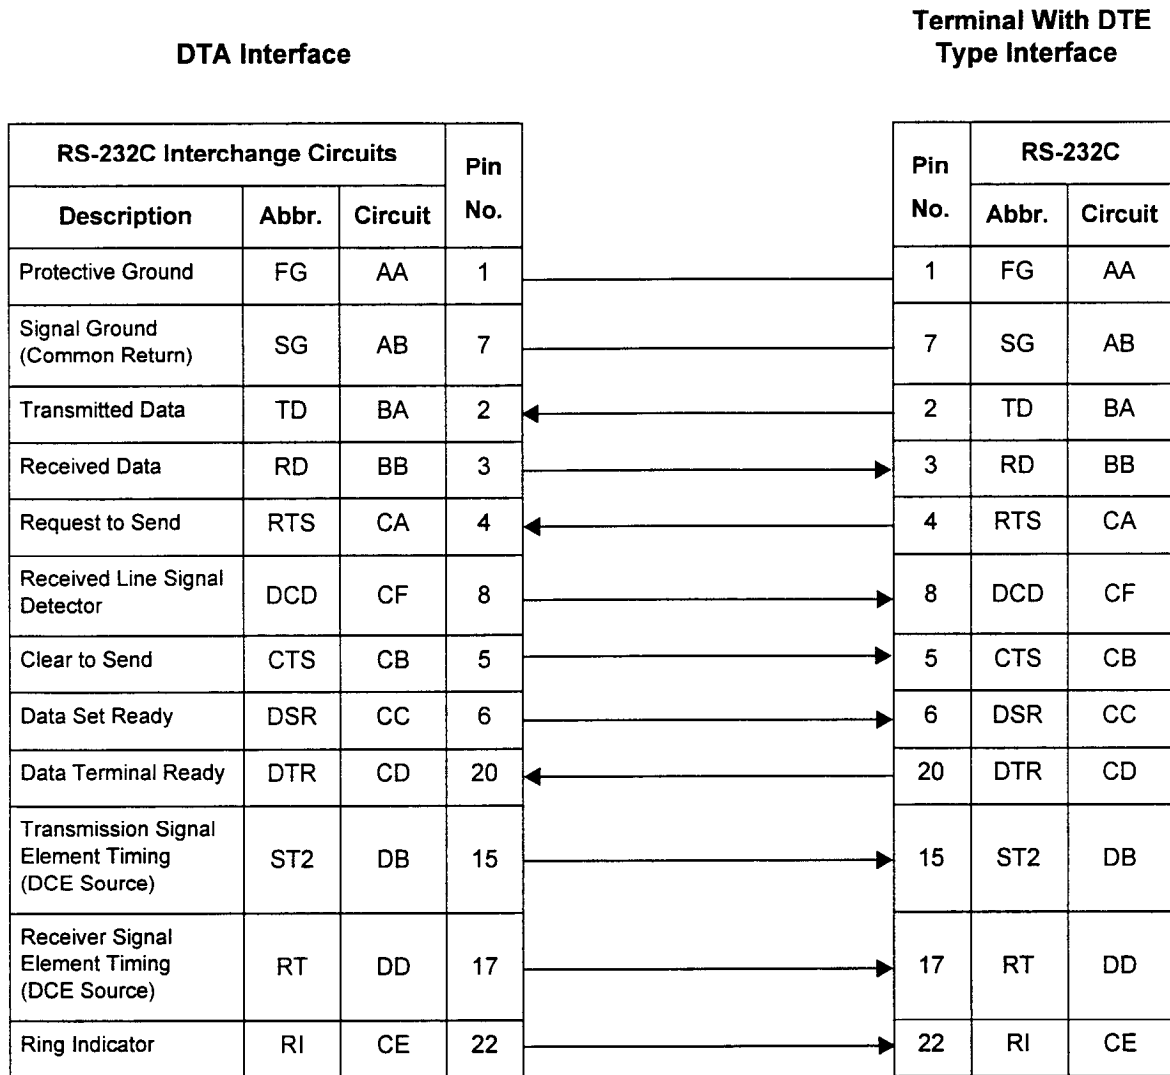 DTA Interface
Terminal With DTE
Type Interface
RS-232C Interchange Circuits
Pin
No.
Description Abbr. Circuit
Pin
No.
RS-232C
Abbr. Circuit
Protective Ground FG AA 1 1 FG AA
Signal Ground
(Common Return) SG AB 7 7 SG AB
Transmitted Data TD BA 2 2 TD BA
Received Data RD BB 3 3 RD BB
Request to Send RTS CA 4 4 RTS CA
Received Line Signal
Detector DCD CF 8 8 DCD CF
Clear to Send CTS CB 5 5 CTS CB
Data Set Ready DSR CC 6 6 DSR CC
Data Terminal Ready DTR CD 20 20 DTR CD
Transmission Signal
Element Timing
(DCE Source) ST2 DB 15 15 ST2 DB
Receiver Signal
Element Timing
(DCE Source) RT DD 17 17 RT DD
Ring Indicator RI CE 22 22 RI CE